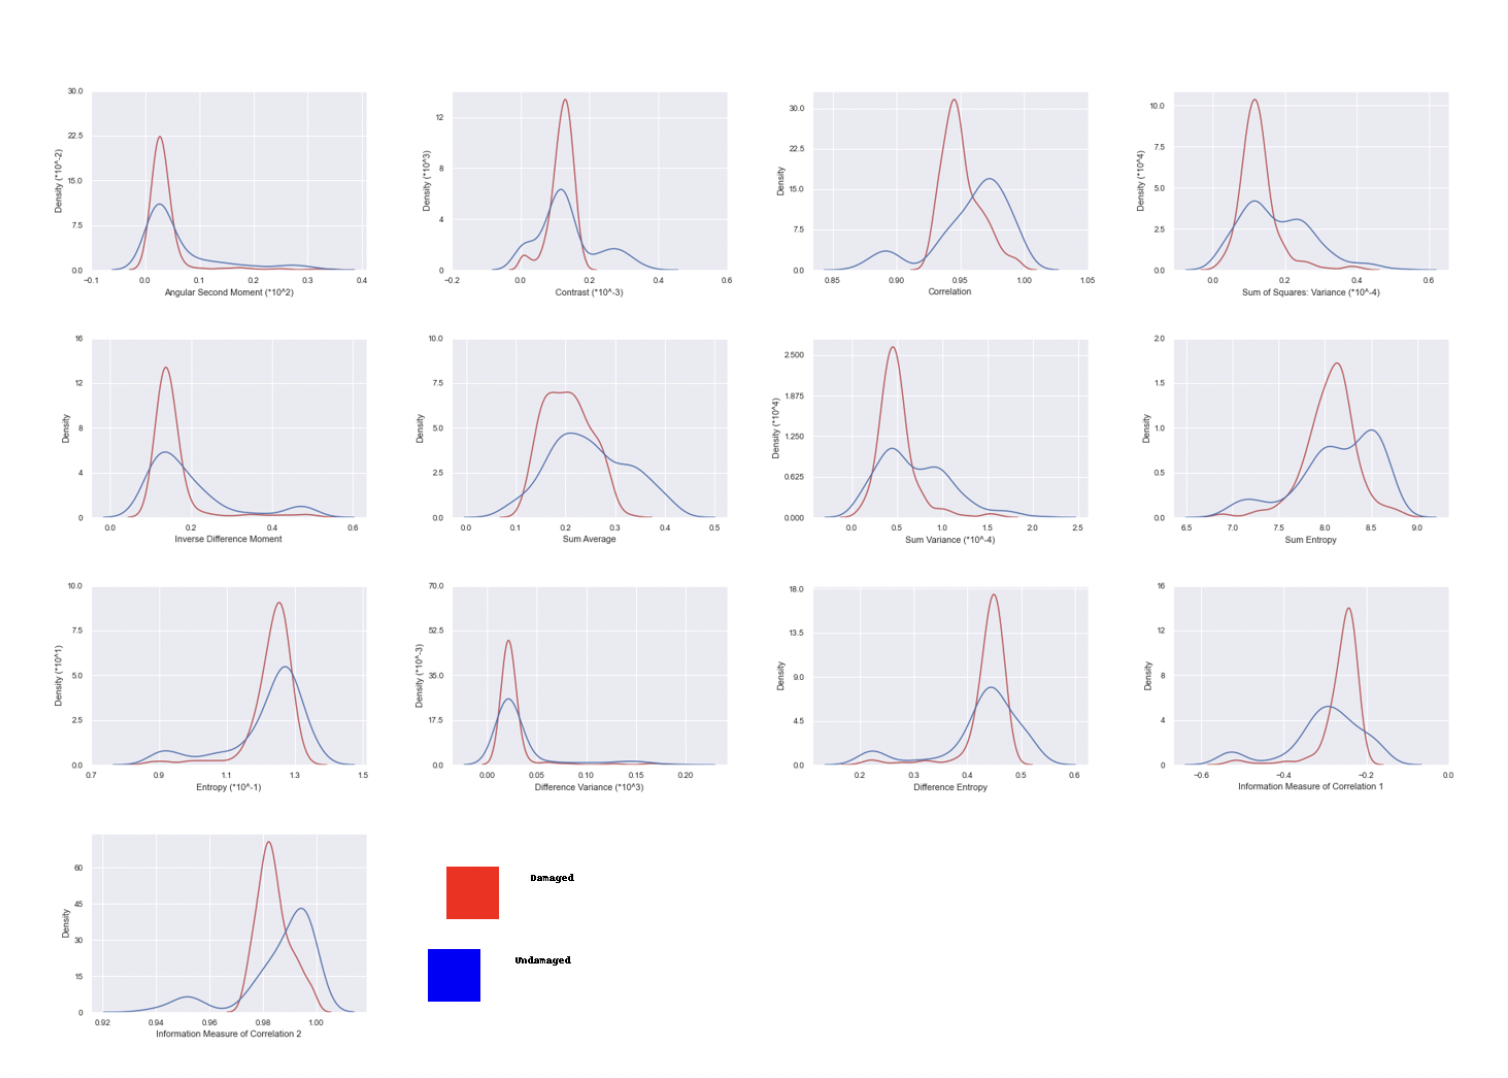 30.0
22.5
15.0
7.5
0.0
Density (*10^-2)
−0.1 0.0 0.1 0.2 0.3 0.4
Angular Second Moment (*10^2)
12
8
4
0
Density (*10^3)
−0.2 0.0 0.2 0.4 0.6
Contrast (*10^-3)
30.0
22.5
15.0
7.5
0.0
Density
0.85 0.90 0.95 1.00 1.05
Correlation
10.0
7.5
5.0
2.5
0.0
Density (*10^4)
0.0 0.2 0.4 0.6
Sum of Squares: Variance (*10^-4)
16
12
8
4
0
Density
0.0 0.2 0.4 0.6
Inverse Difference Moment
10.0
7.5
5.0
2.5
0.0
Density
0.0 0.1 0.2 0.3 0.4 0.5
Sum Average
2.500
1.875
1.250
0.625
0.000
Density (*10^4)
0.0 0.5 1.0 1.5 2.0 2.5
Sum Variance (*10^-4)
2.0
1.5
1.0
0.5
0.0
Density
6.5 7.0 7.5 8.0 8.5 9.0
Sum Entropy
10.0
7.5
5.0
2.5
0.0
Density (*10^1)
0.7 0.9 1.1 1.3 1.5
Entropy (*10^-1)
70.0
52.5
35.0
17.5
0.0
Density (*10^-3)
0.00 0.05 0.10 0.15 0.20
Difference Variance (*10^3)
18.0
13.5
9.0
4.5
0.0
Density
0.2 0.3 0.4 0.5 0.6
Difference Entropy
16
12
8
4
0
Density
−0.6 −0.4 −0.2 0.0
Information Measure of Correlation 1
60
45
30
15
0
Density
0.92 0.94 0.96 0.98 1.00
Information Measure of Correlation 2
Damaged
Undamaged